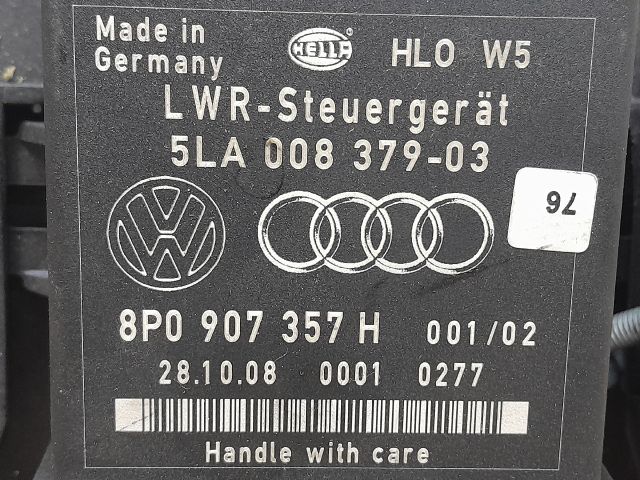 Made in
Germany
HELLA
HLO W5
LWR-Steuergerät
5LA 008 379-03
76
8P0 907 357 H 001/02
28.10.08 0001 0277
Handle with care